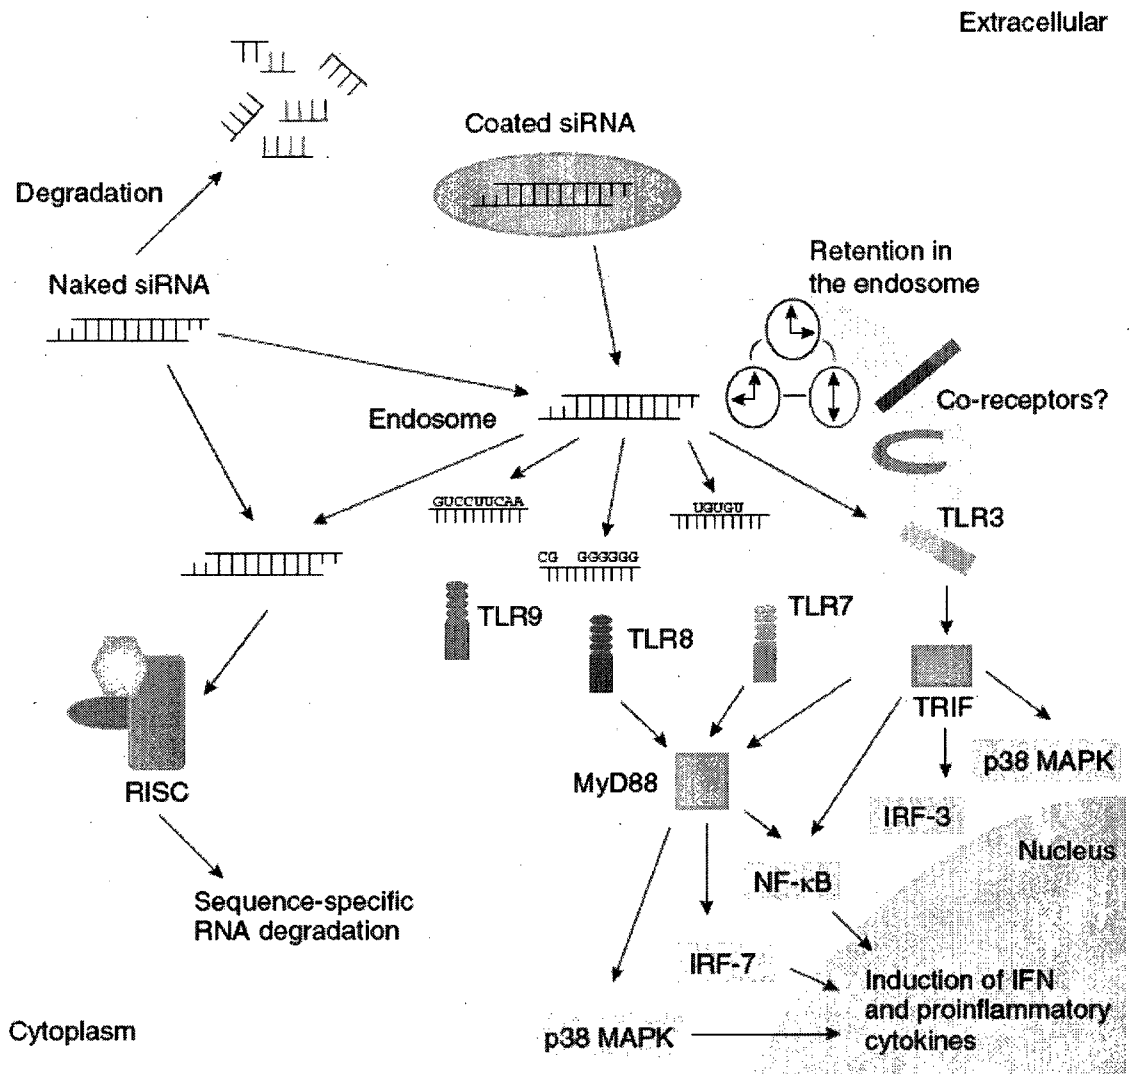 Extracellular
Coated siRNA
Degradation
Naked siRNA
Retention in
the endosome
Endosome
Co-receptors?
GUCCUUCAA
UGUGU
TLR3
CG GGGGGG
TLR9
TLR8
TLR7
TRIF
RISC
MyD88
p38 MAPK
IRF-3
Nucleus
NF-κB
Sequence-specific
RNA degradation
IRF-7
Induction of IFN
and proinflammatory
cytokines
Cytoplasm
p38 MAPK